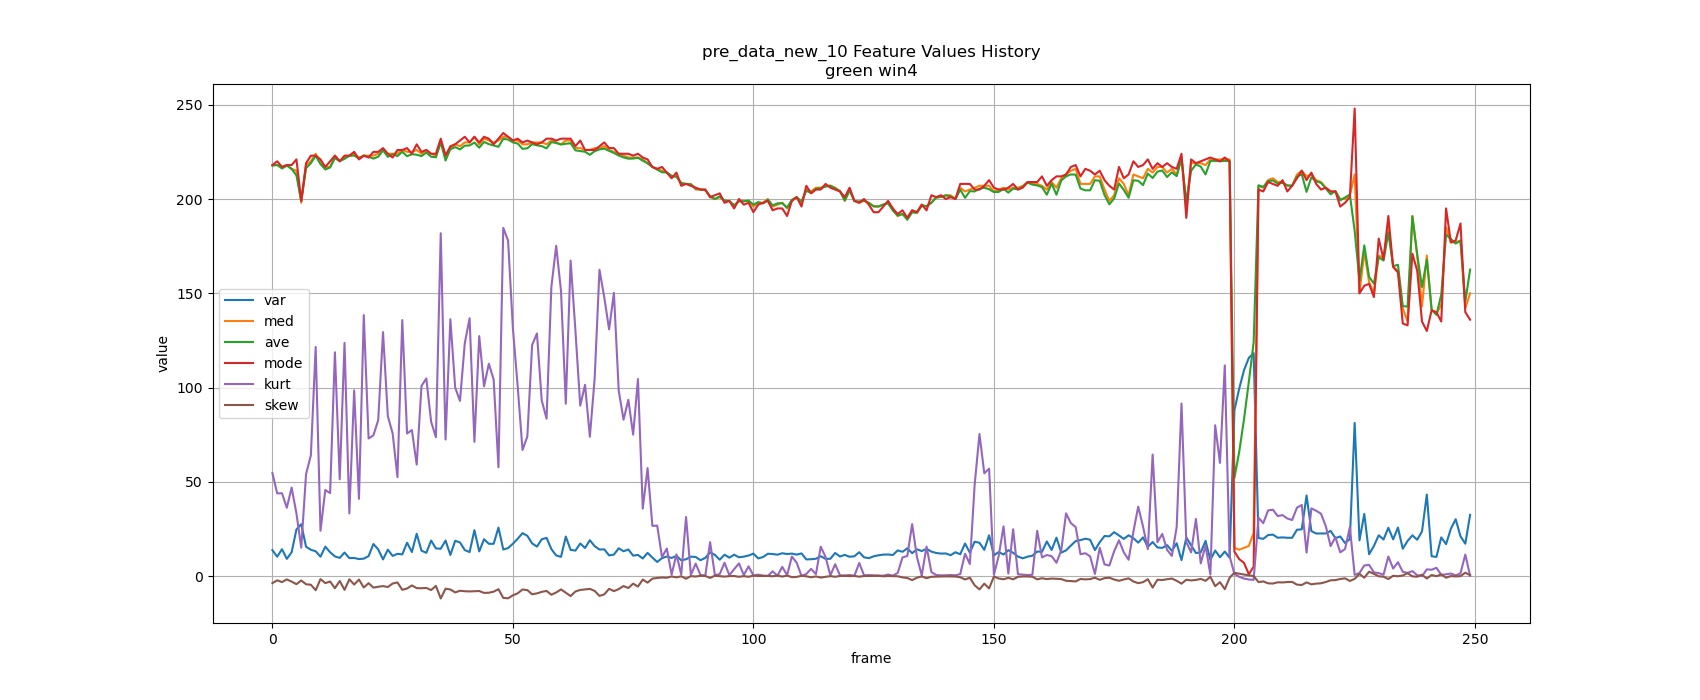 pre_data_new_10 Feature Values History
green win4
250
200
150
100
50
0
value
var
med
ave
mode
kurt
skew
0
50
100
150
200
250
frame